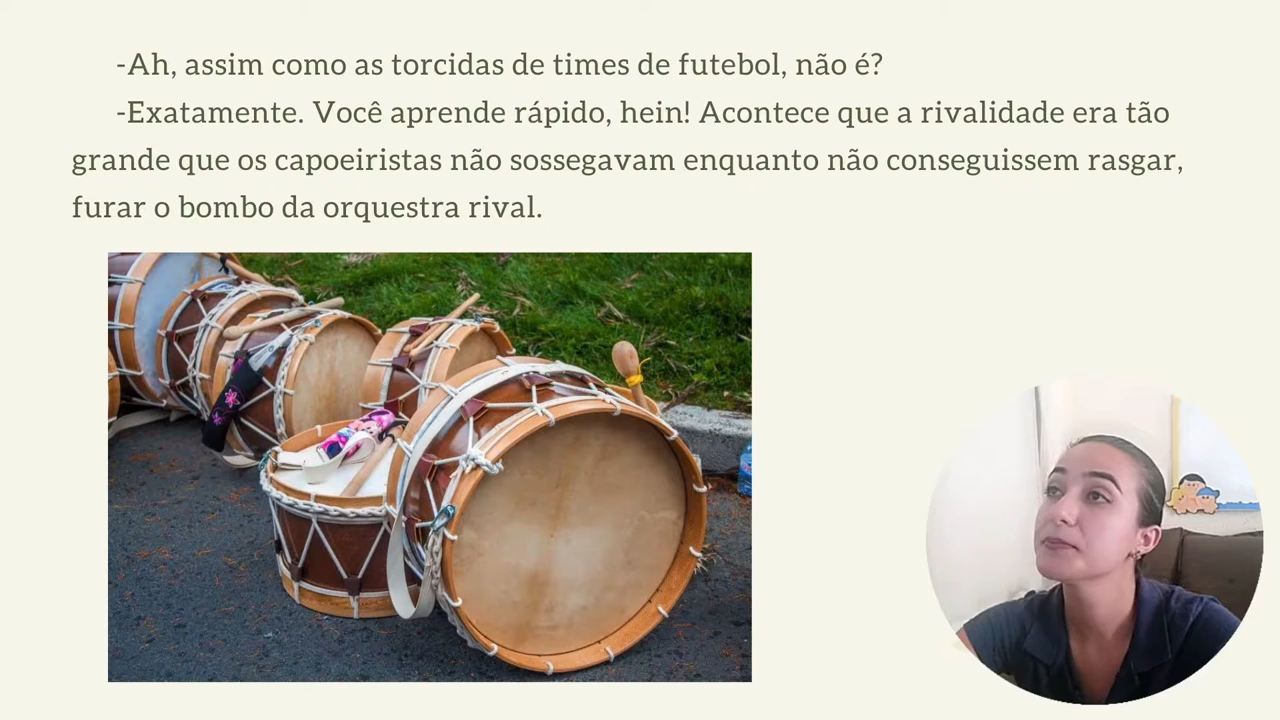 -Ah, assim como as torcidas de times de futebol, não é?
-Exatamente. Você aprende rápido, hein! Acontece que a rivalidade era tão
grande que os capoeiristas não sossegavam enquanto não conseguissem rasgar,
furar o bombo da orquestra rival.